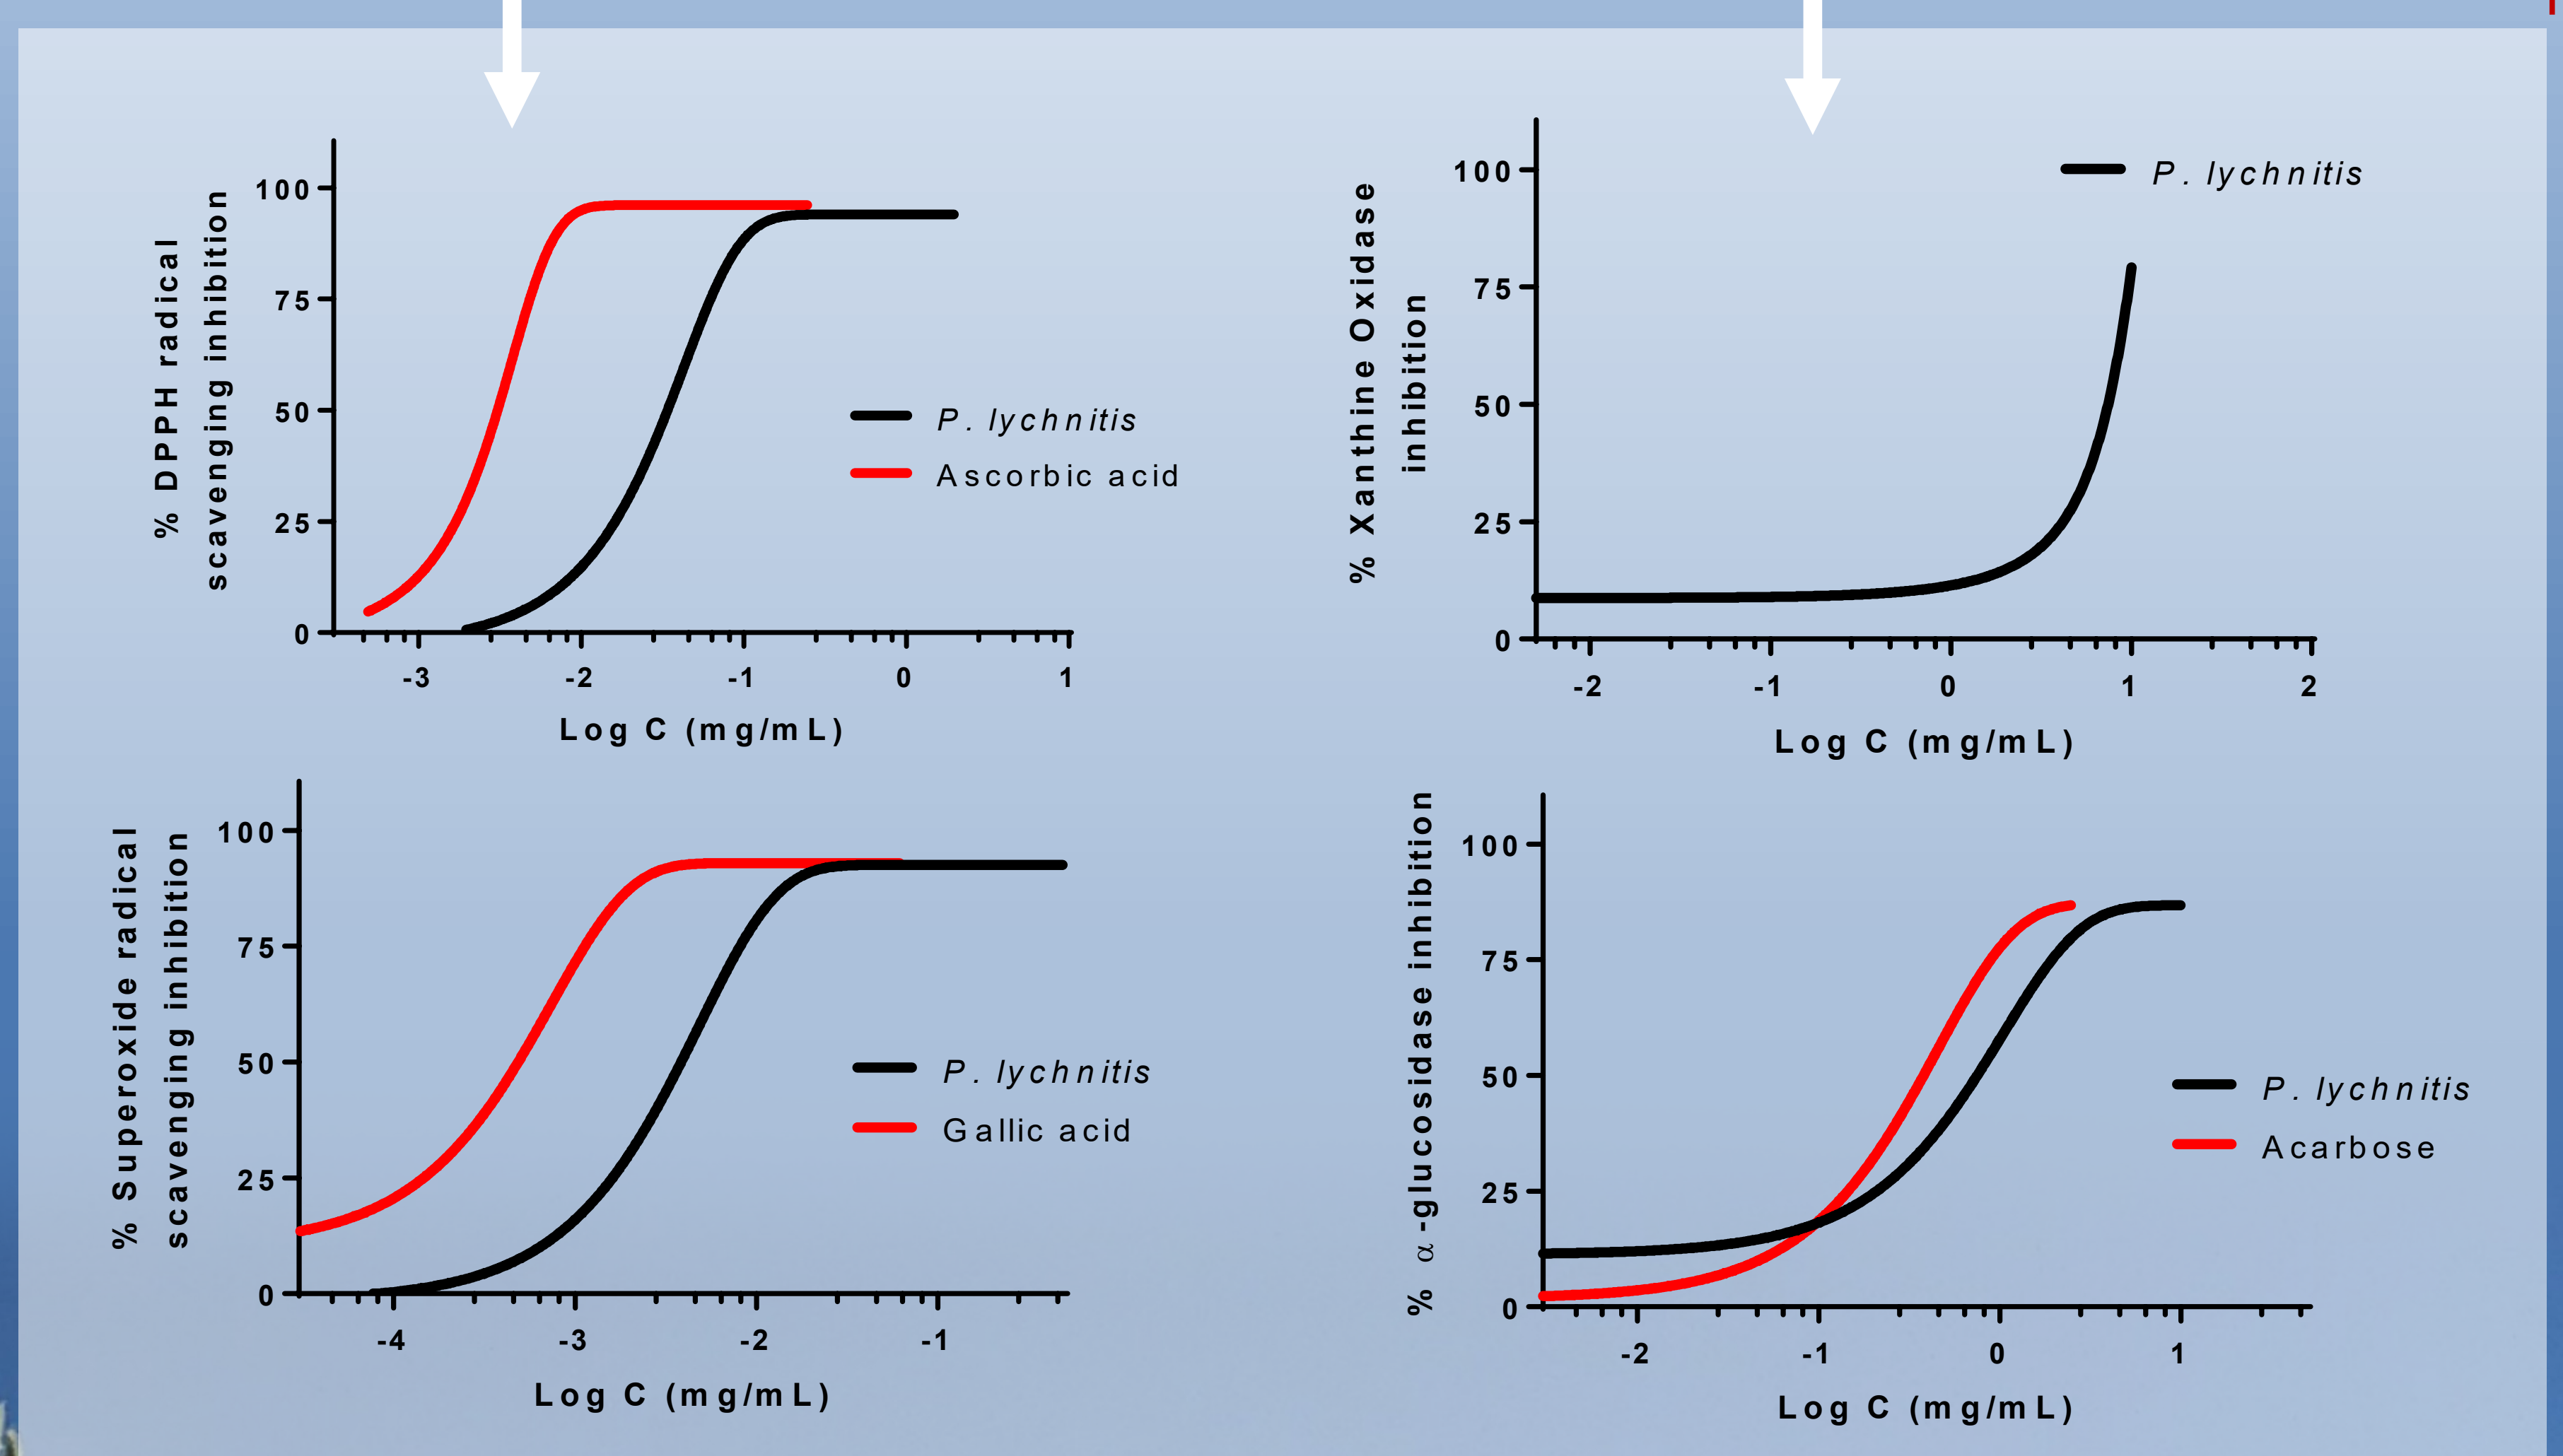 % DPPH radical
scavenging inhibition
100
75
50
25
0
-3 -2 -1 0 1
Log C (mg/mL)
P. lychnitis
Ascorbic acid
% Xanthine Oxidase
inhibition
100
75
50
25
0
-2 -1 0 1 2
Log C (mg/mL)
P. lychnitis
% Superoxide radical
scavenging inhibition
100
75
50
25
0
-4 -3 -2 -1
Log C (mg/mL)
P. lychnitis
Gallic acid
% α-glucosidase inhibition
100
75
50
25
0
-2 -1 0 1
Log C (mg/mL)
P. lychnitis
Acarbose